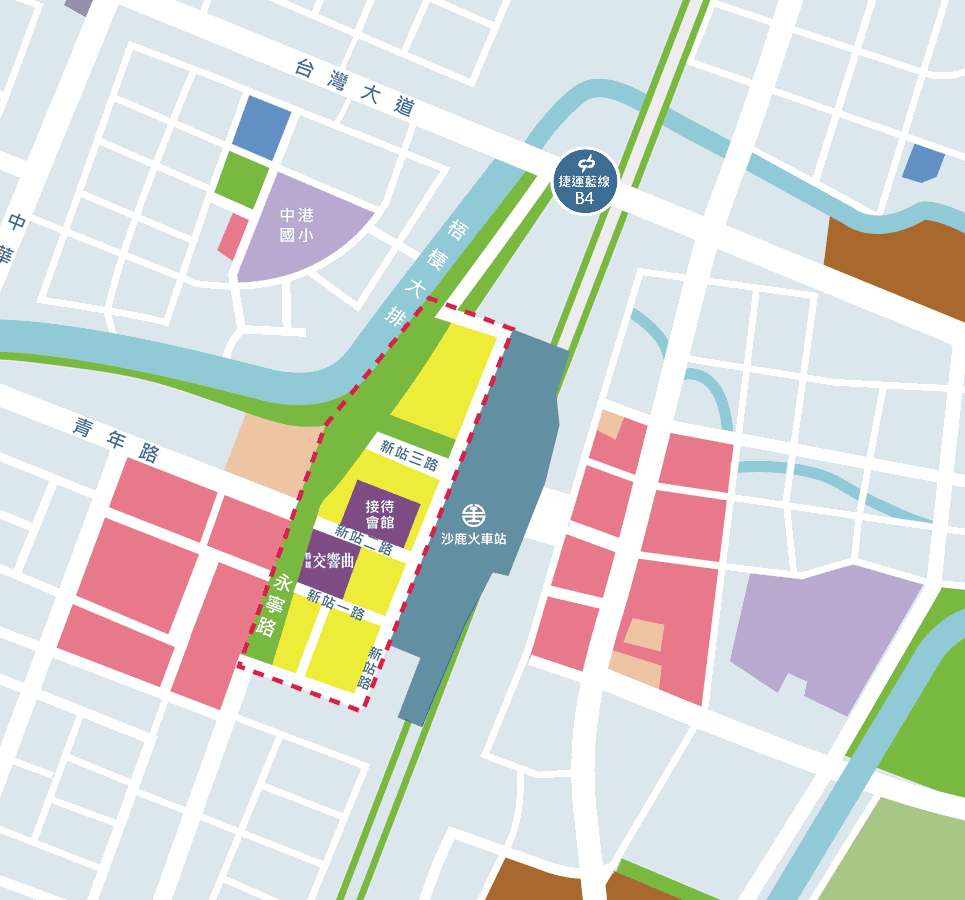 台灣大道
捷運藍線
B4
中港
國小
中華
梧棲大排
青年路
新站三路
接待
會館
新站二路
沙鹿火車站
交響曲
新站一路
永寧路
新站路